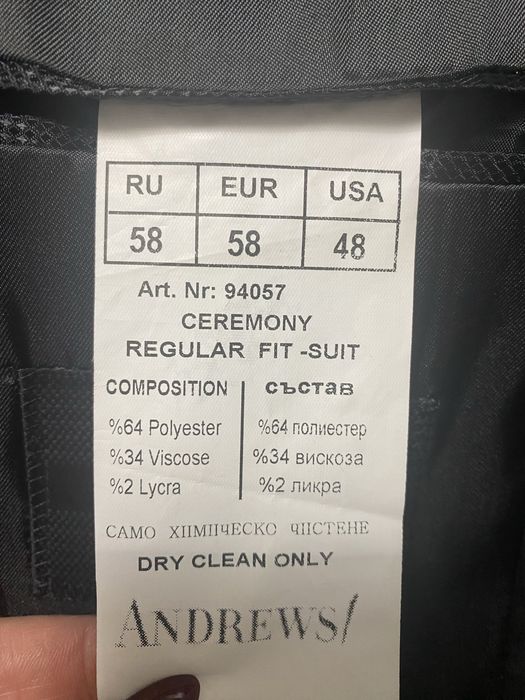 RU EUR USA
58 58 48
Art. Nr: 94057
CEREMONY
REGULAR FIT -SUIT
COMPOSITION състав
%64 Polyester %64 полиестер
%34 Viscose %34 вискоза
%2 Lycra %2 ликра
САМО ХИМИЧЕСКО ЧИСТЕНЕ
DRY CLEAN ONLY
ANDREWS/